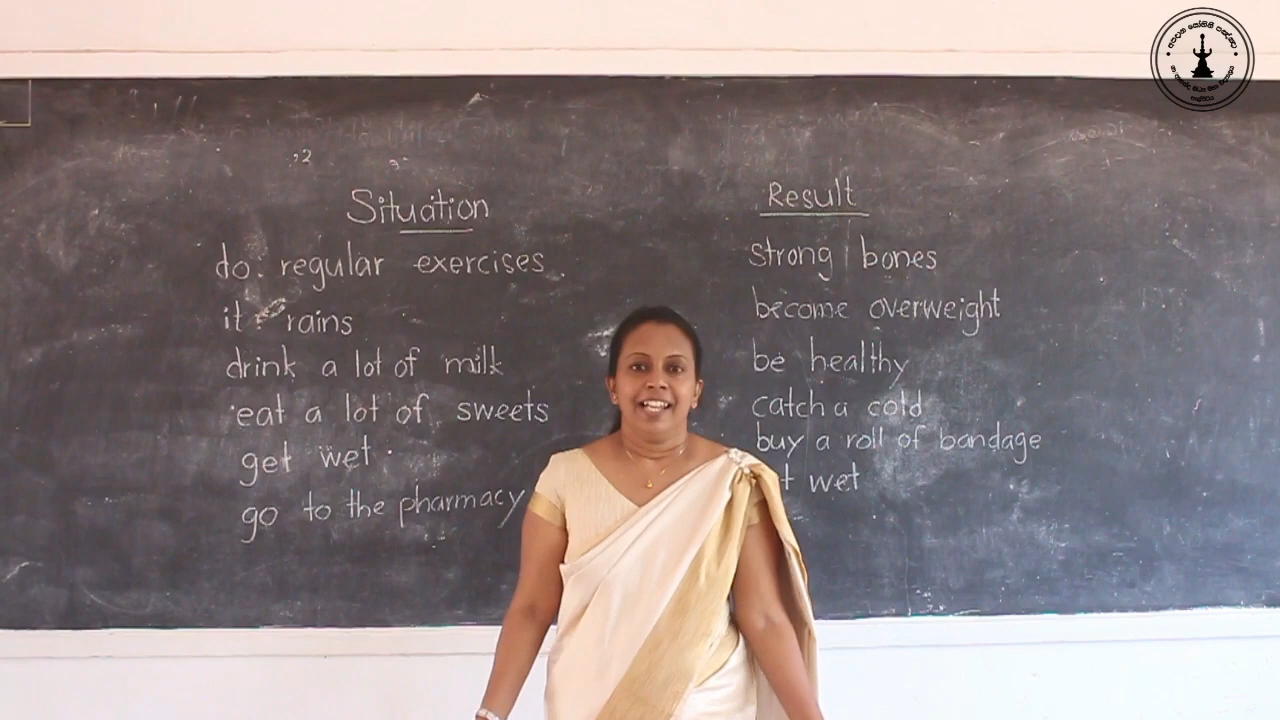 Situation
do regular exercises
it rains
drink a lot of milk
eat a lot of sweets
get wet
go to the pharmacy
Result
strong bones
become overweight
be healthy
catch a cold
buy a roll of bandage
wet